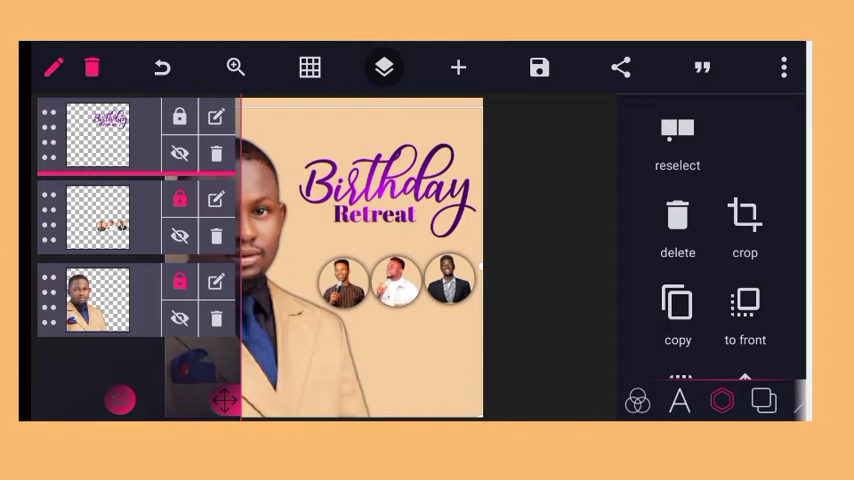 Birthday
Retreat
reselect
delete
crop
copy
to front